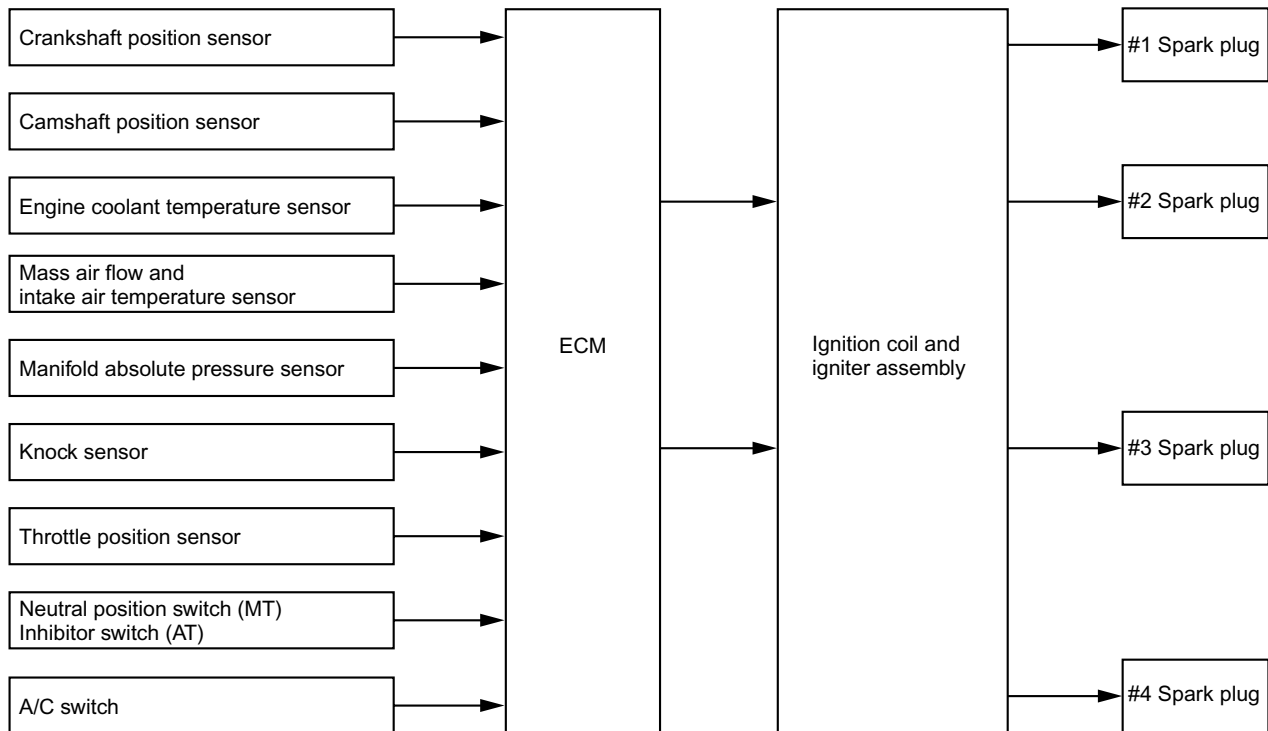 Crankshaft position sensor
Camshaft position sensor
Engine coolant temperature sensor
Mass air flow and
intake air temperature sensor
Manifold absolute pressure sensor
Knock sensor
Throttle position sensor
Neutral position switch (MT)
Inhibitor switch (AT)
A/C switch
ECM
Ignition coil and
igniter assembly
#1 Spark plug
#2 Spark plug
#3 Spark plug
#4 Spark plug